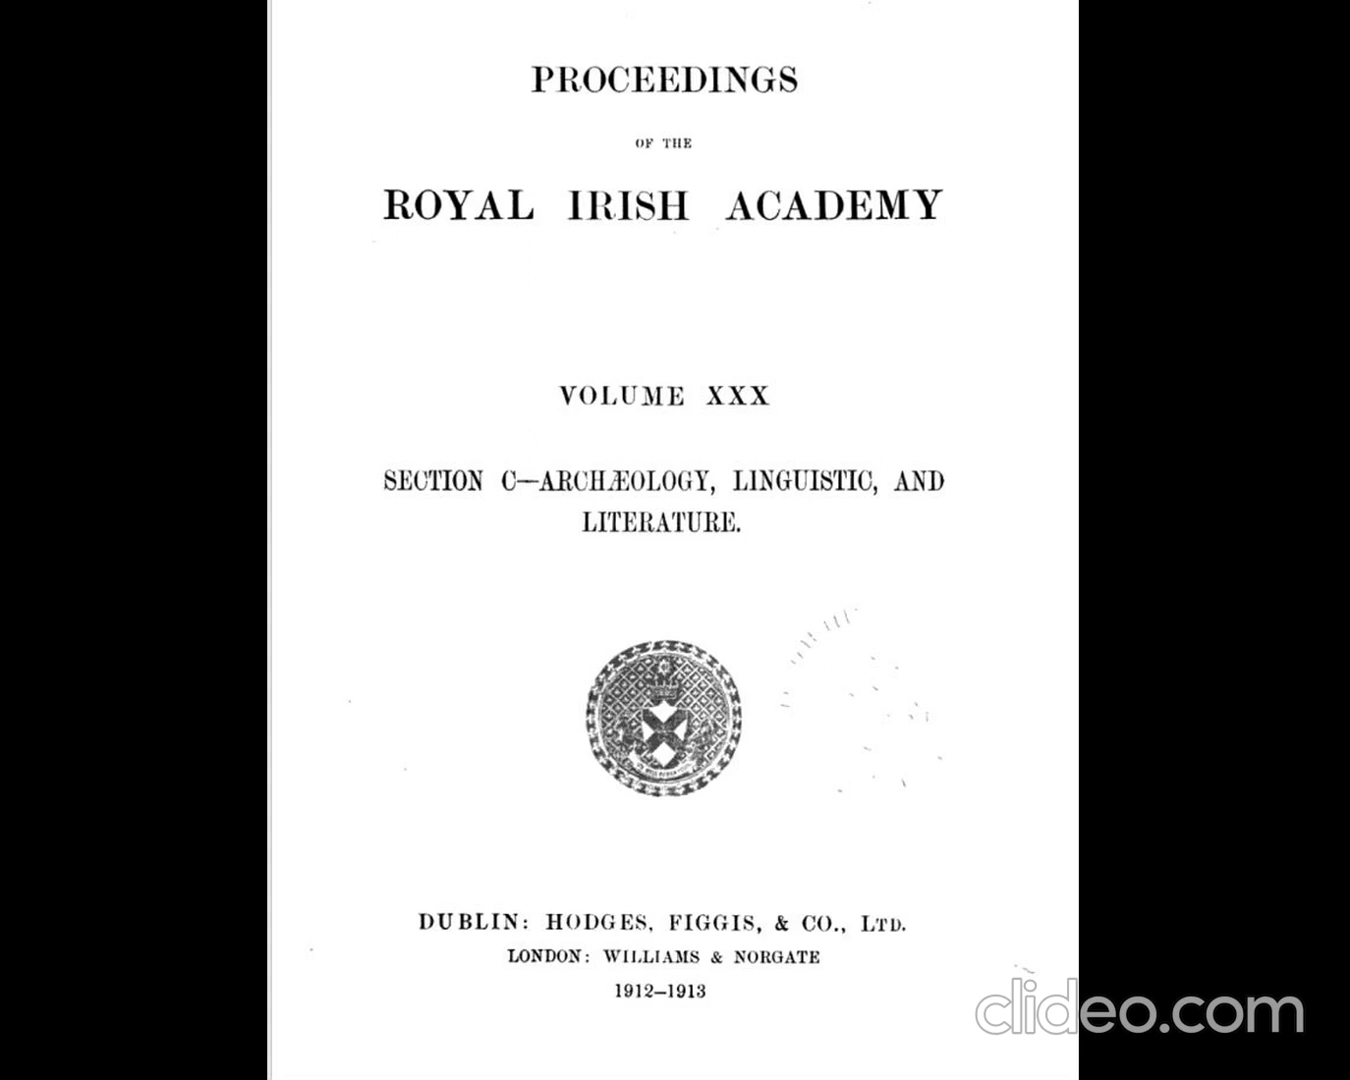 PROCEEDINGS
OF THE
ROYAL IRISH ACADEMY
VOLUME XXX
SECTION C—ARCHÆOLOGY, LINGUISTIC, AND
LITERATURE.
DUBLIN: HODGES, FIGGIS, & CO., LTD.
LONDON: WILLIAMS & NORGATE
1912–1913
clideo.com